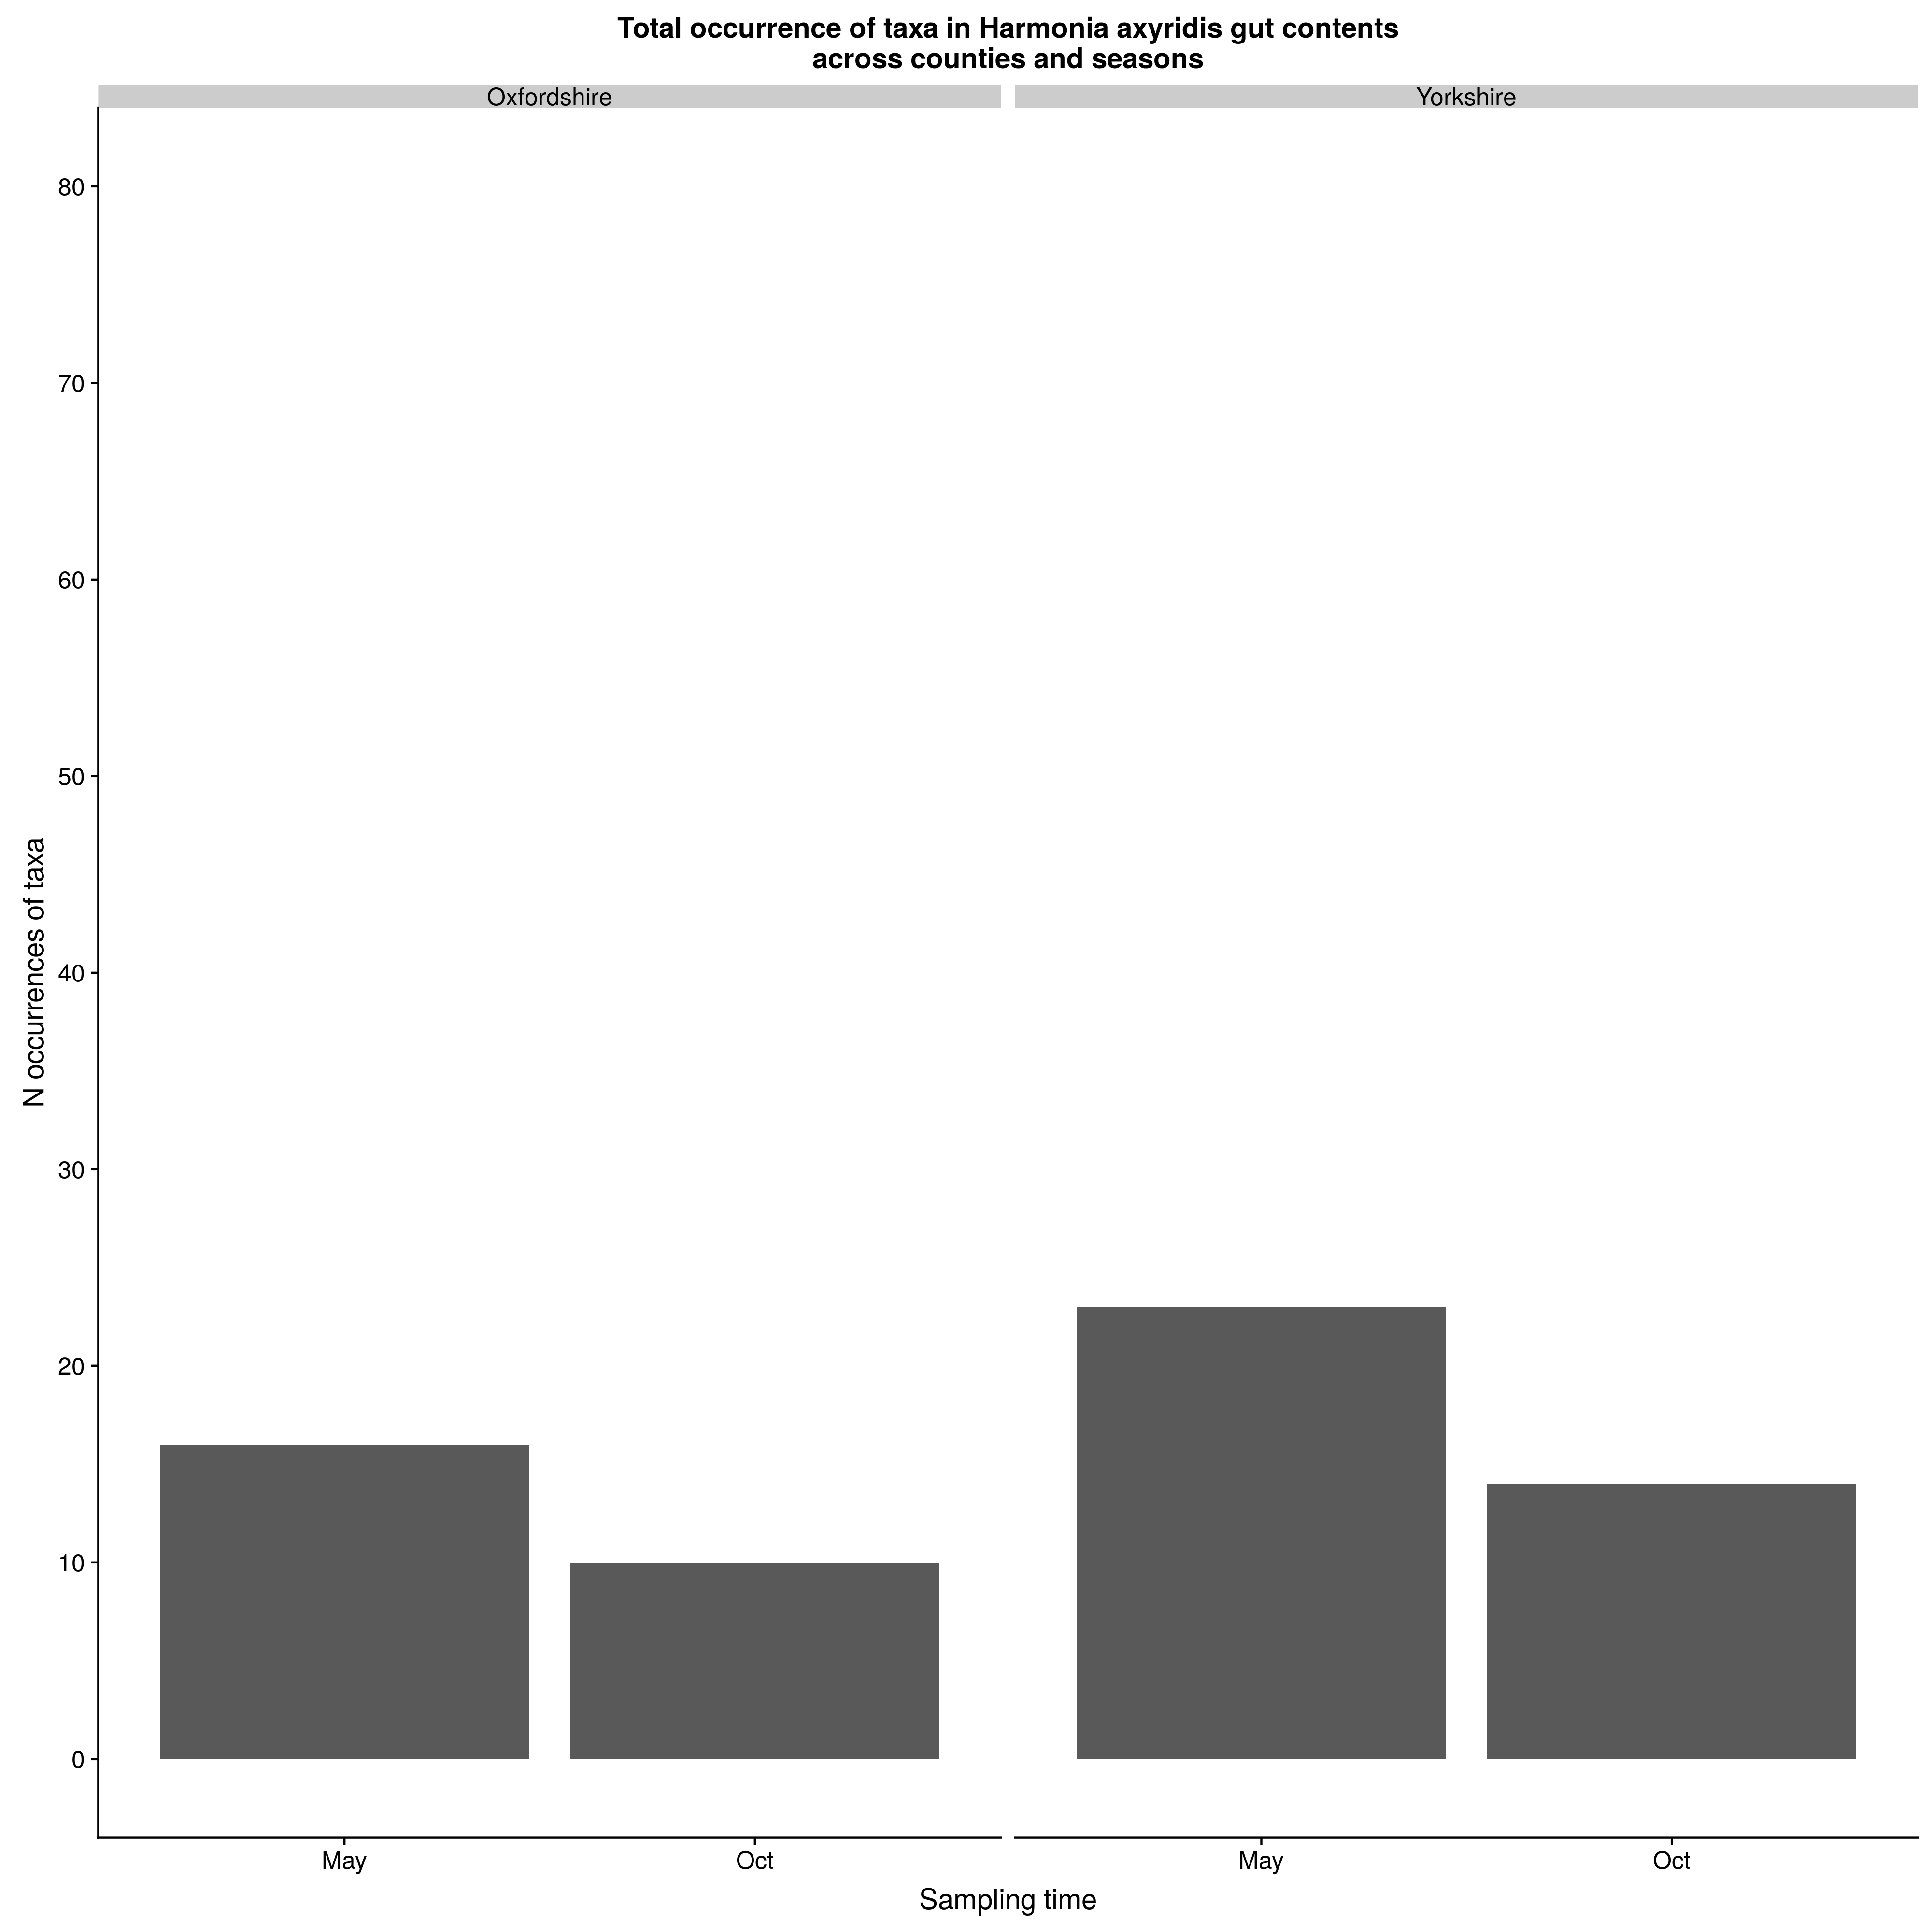 Total occurrence of taxa in Harmonia axyridis gut contents
across counties and seasons
Oxfordshire
Yorkshire
N occurrences of taxa
80
70
60
50
40
30
20
10
0
May
Oct
May
Oct
Sampling time